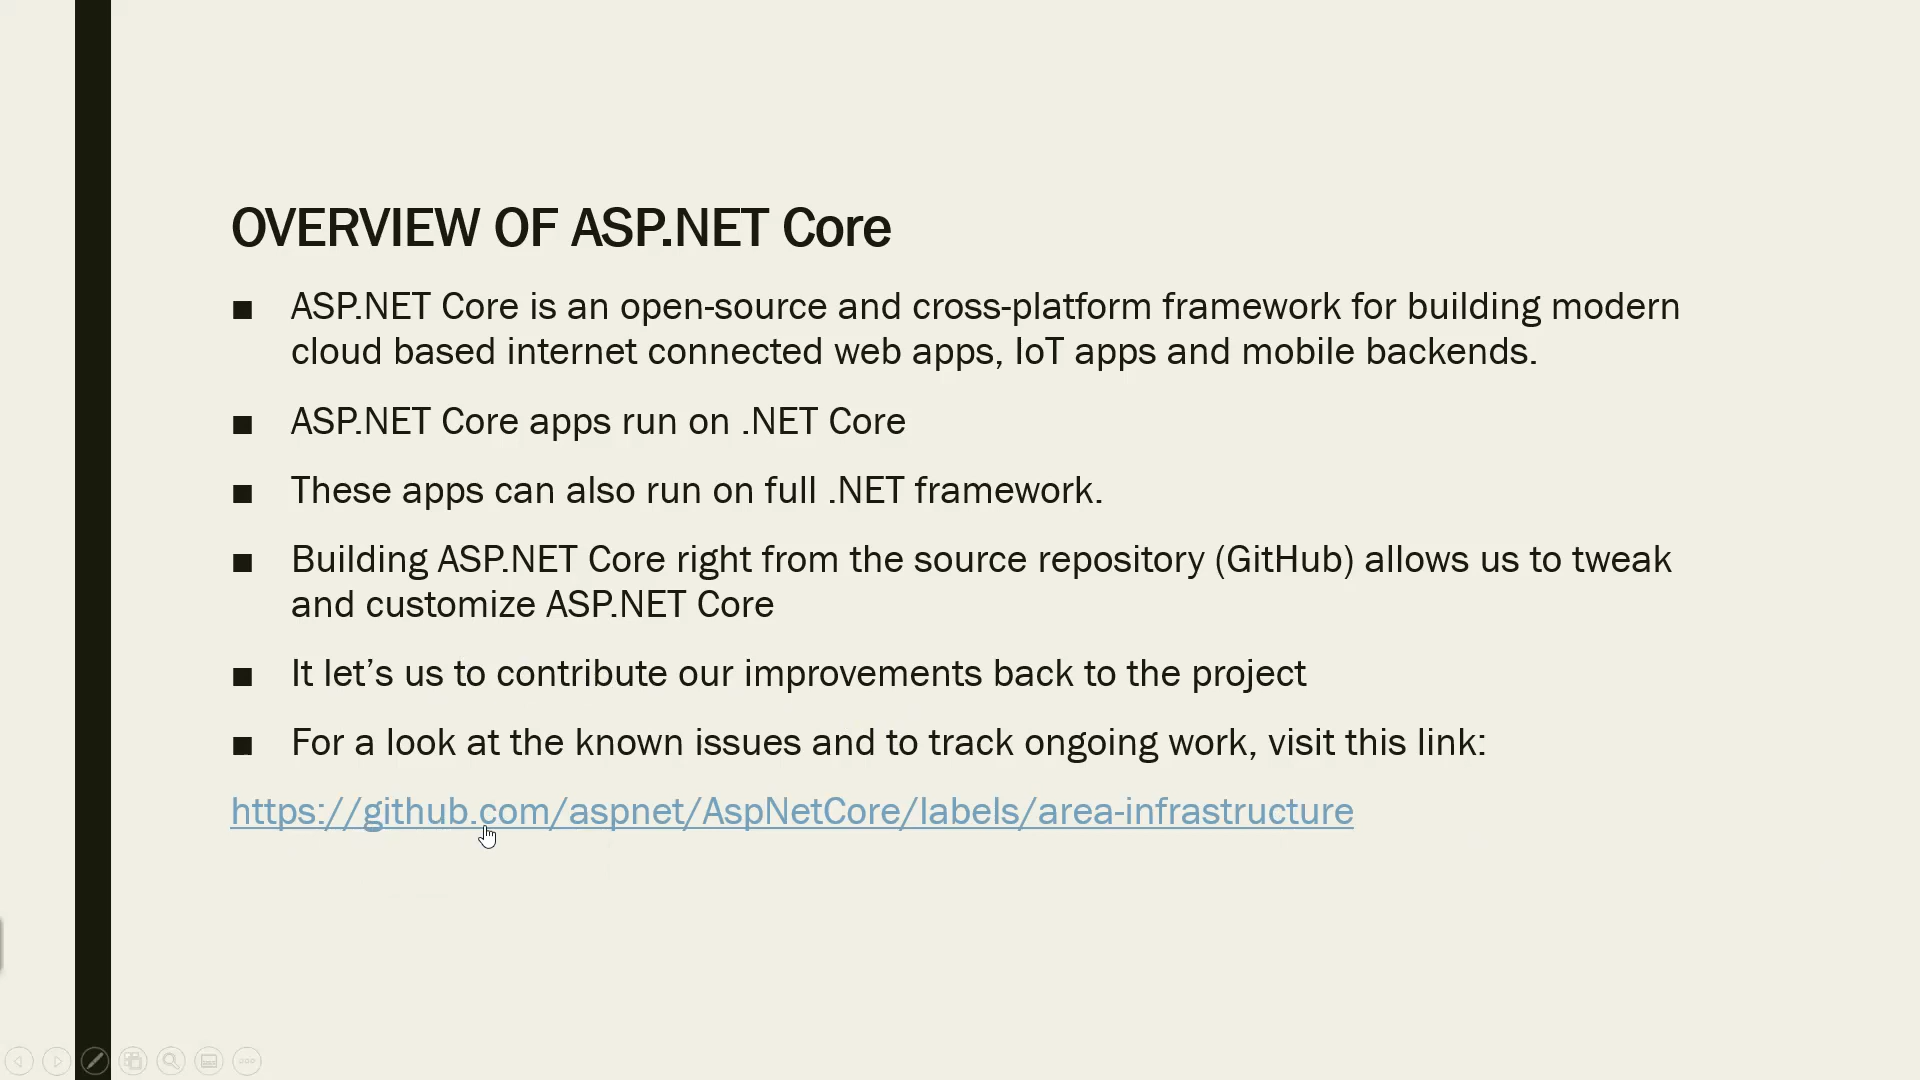 OVERVIEW OF ASP.NET Core
■ ASP.NET Core is an open-source and cross-platform framework for building modern
cloud based internet connected web apps, IoT apps and mobile backends.
■ ASP.NET Core apps run on .NET Core
■ These apps can also run on full .NET framework.
■ Building ASP.NET Core right from the source repository (GitHub) allows us to tweak
and customize ASP.NET Core
■ It let’s us to contribute our improvements back to the project
■ For a look at the known issues and to track ongoing work, visit this link:
https://github.com/aspnet/AspNetCore/labels/area-infrastructure